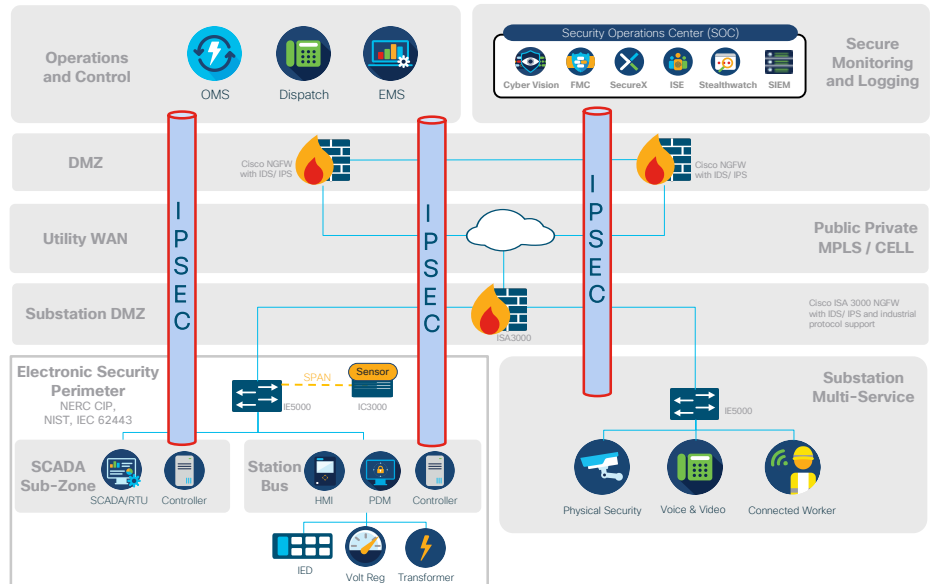 Operations
and Control
OMS
Dispatch
EMS
Security Operations Center (SOC)
Cyber Vision
FMC
SecureX
ISE
Stealthwatch
SIEM
Secure
Monitoring
and Logging
DMZ
Cisco NGFW
with IDS/ IPS
Cisco NGFW
with IDS/ IPS
IPSEC
IPSEC
IPSEC
Utility WAN
Public Private
MPLS / CELL
Substation DMZ
ISA3000
Cisco ISA 3000 NGFW
with IDS/ IPS and industrial
protocol support
Electronic Security
Perimeter
NERC CIP,
NIST, IEC 62443
SPAN
Sensor
IE5000
IC3000
Substation
Multi-Service
IE5000
SCADA
Sub-Zone
SCADA/RTU
Controller
Station
Bus
HMI
PDM
Controller
Physical Security
Voice & Video
Connected Worker
IED
Volt Reg
Transformer